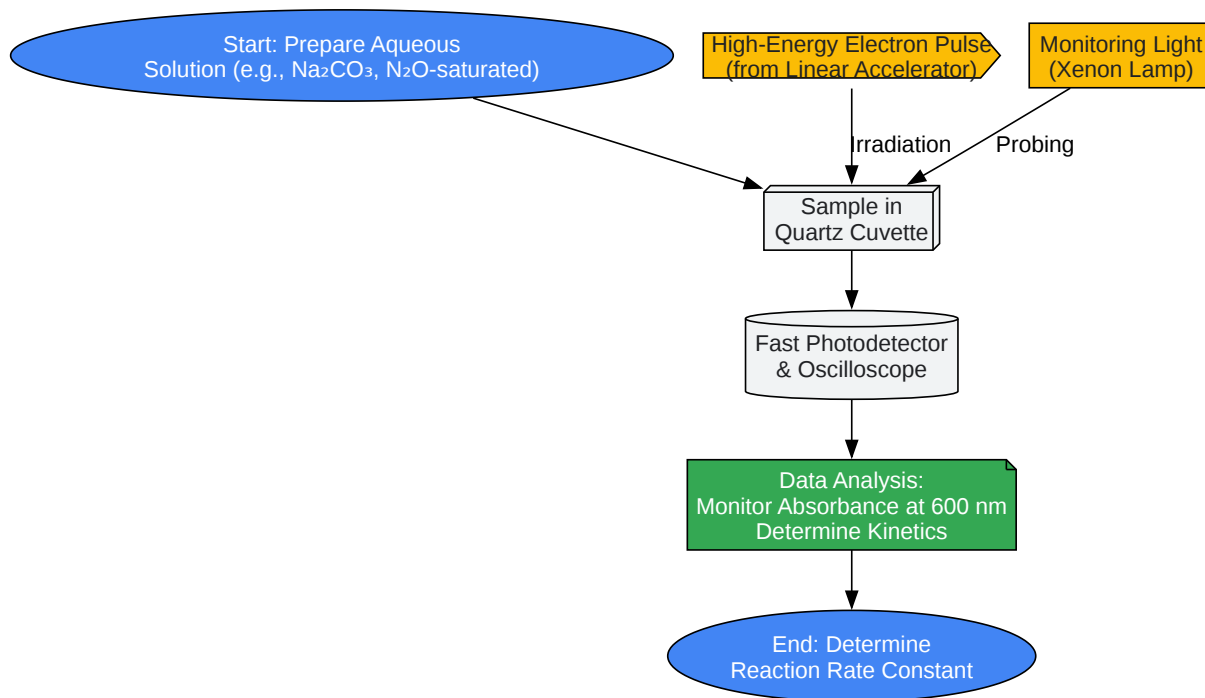 Start: Prepare Aqueous
Solution (e.g., Na₂CO₃, N₂O-saturated)
High-Energy Electron Pulse
(from Linear Accelerator)
Monitoring Light
(Xenon Lamp)
Irradiation
Probing
Sample in
Quartz Cuvette
Fast Photodetector
& Oscilloscope
Data Analysis:
Monitor Absorbance at 600 nm
Determine Kinetics
End: Determine
Reaction Rate Constant